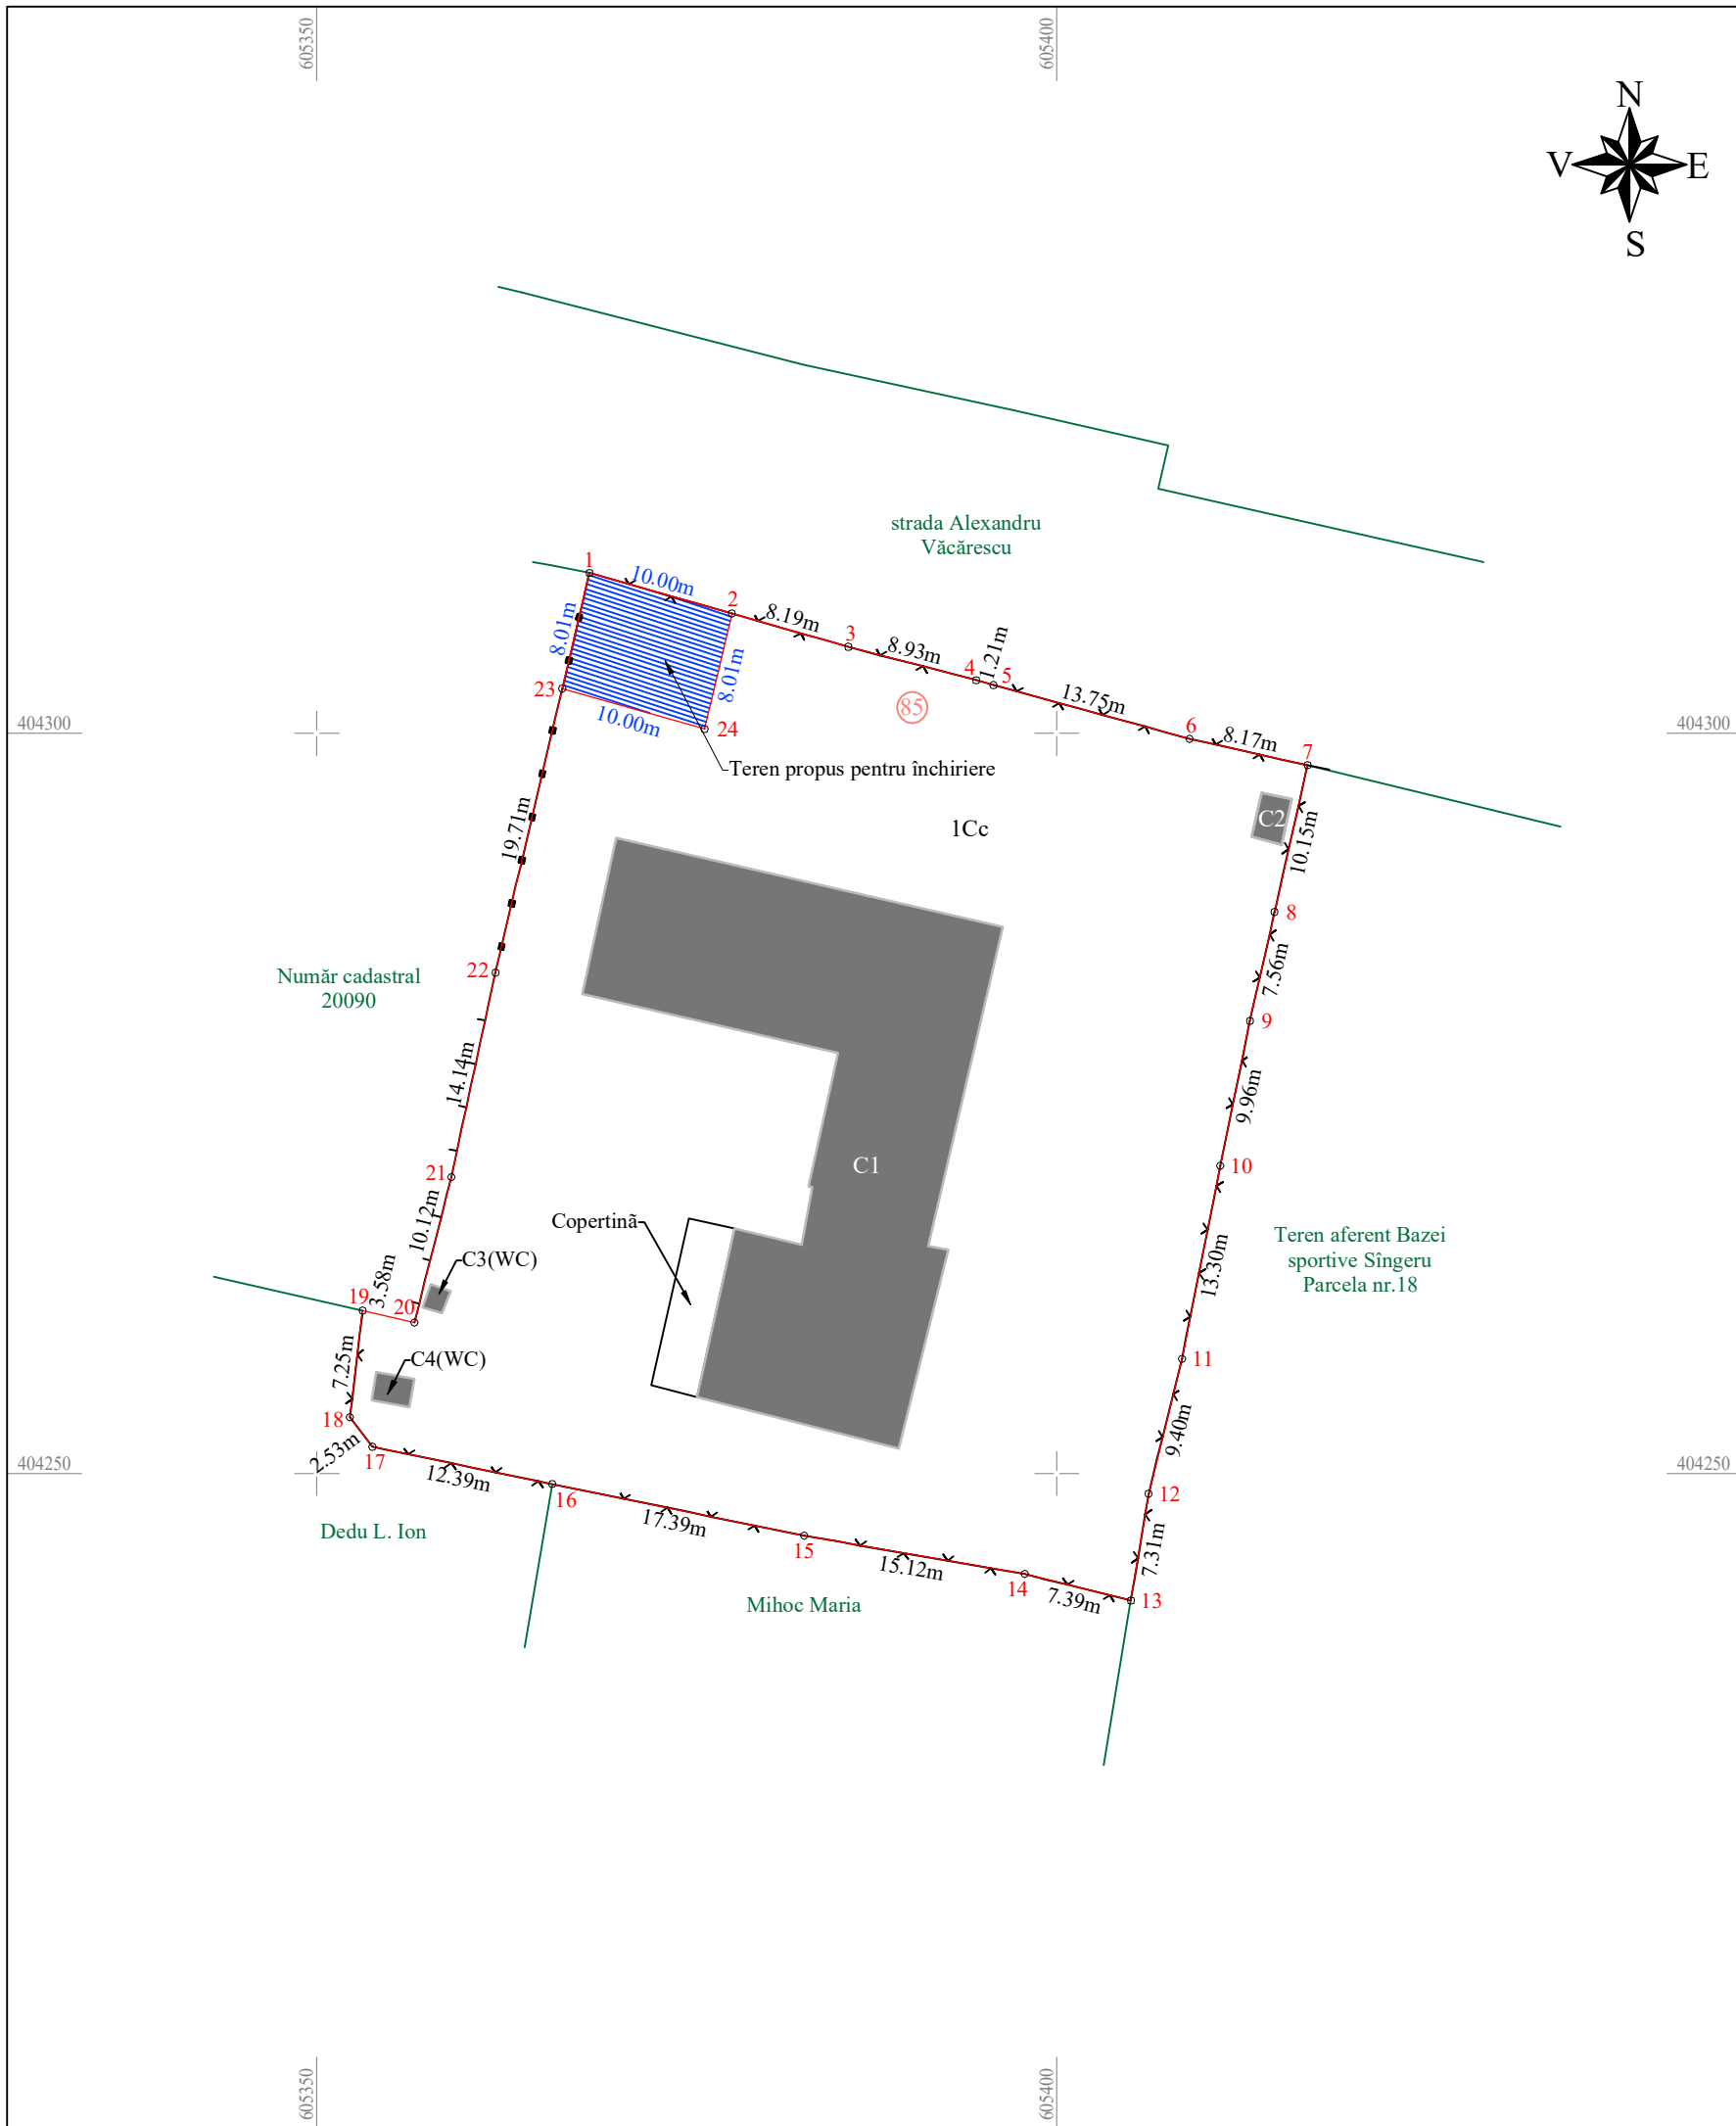 605350
605400
N
V
E
S
strada Alexandru
Văcărescu
1
10.00m
2
8.19m
3
8.93m
4
1.21m
5
13.75m
6
8.17m
7
8.01m
8.01m
23
10.00m
24
85
404300
404300
Teren propus pentru închiriere
1Cc
C2
10.15m
19.71m
8
7.56m
22
Număr cadastral
20090
9
14.14m
9.96m
10
C1
21
10.12m
Copertină
Teren aferent Bazei
sportive Sîngeru
Parcela nr.18
13.30m
C3(WC)
3.58m
19
20
7.25m
C4(WC)
11
9.40m
18
2.53m
17
12.39m
404250
404250
16
12
17.39m
15
15.12m
7.31m
14
7.39m
13
Dedu L. Ion
Mihoc Maria
605350
605400